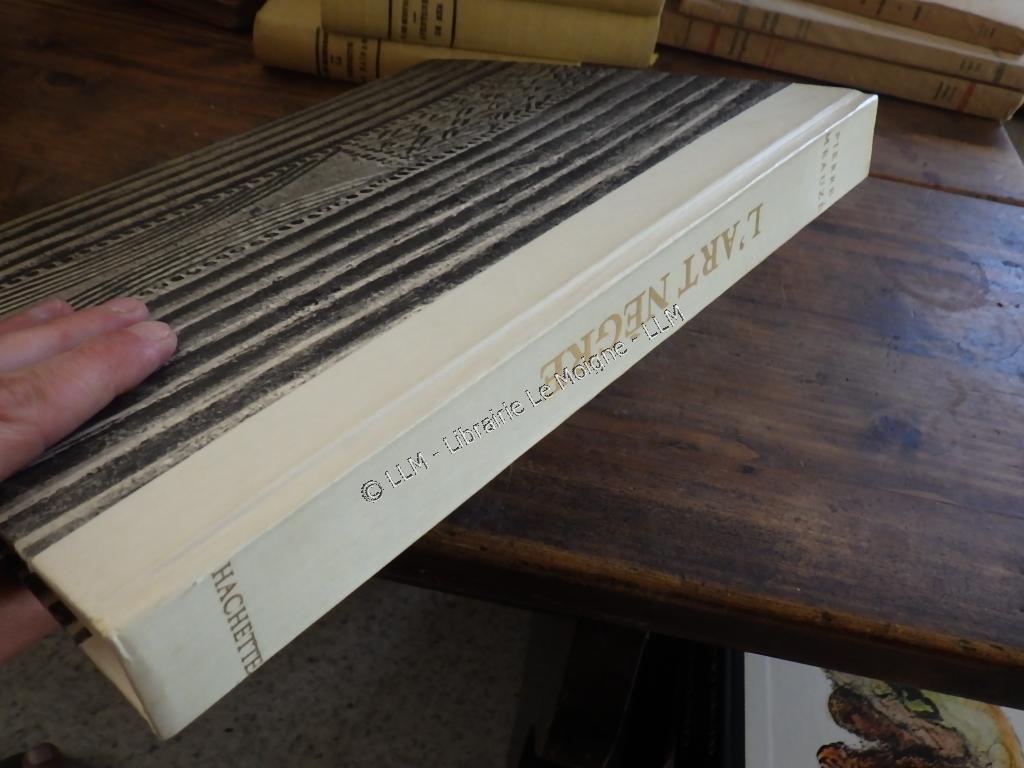 PIERRE
MEAUZÉ
L'ART NÈGRE
HACHETTE
© LLM - Librairie Le Moigne - LLM